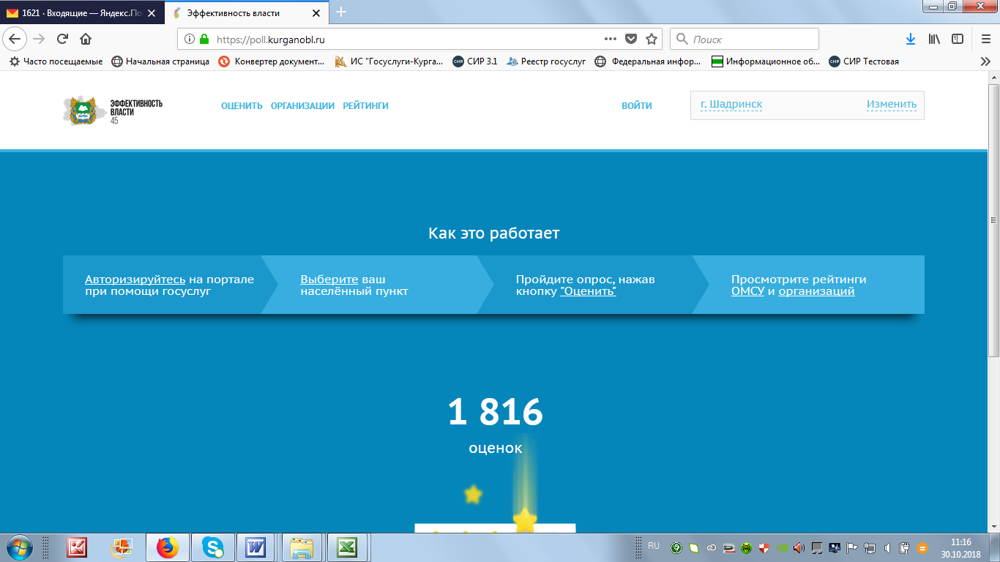 1621 · Входящие — Яндекс.По
Эффективность власти
https://poll.kurganobl.ru
Поиск
Часто посещаемые
Начальная страница
Конвертер документ...
ИС "Госуслуги-Курга...
СИР 3.1
Реестр госуслуг
Федеральная инфор...
Информационное об...
СИР Тестовая
ЭФФЕКТИВНОСТЬ
ВЛАСТИ
45
ОЦЕНИТЬ ОРГАНИЗАЦИИ РЕЙТИНГИ
ВОЙТИ
г. Шадринск
Изменить
Как это работает
Авторизируйтесь на портале
при помощи госуслуг
Выберите ваш
населённый пункт
Пройдите опрос, нажав
кнопку "Оценить"
Просмотрите рейтинги
ОМСУ и организаций
1 816
оценок
RU
11:16
30.10.2018